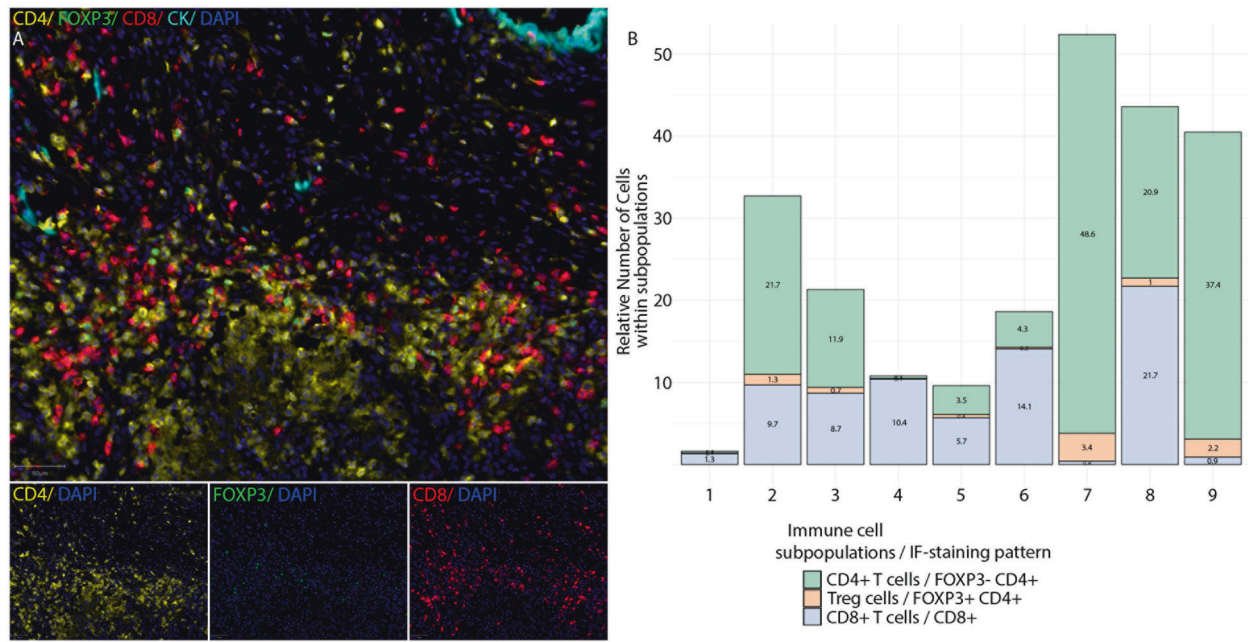 CD4/ FOXP3/ CD8/ CK/ DAPI
A
50μm
CD4/ DAPI
FOXP3/ DAPI
CD8/ DAPI
B
Relative Number of Cells
within subpopulations
50
40
30
20
10
1.3
21.7
1.3
9.7
11.9
0.7
8.7
10.4
3.5
5.7
4.3
14.1
48.6
3.4
20.9
1
21.7
37.4
2.2
0.9
1 2 3 4 5 6 7 8 9
Immune cell
subpopulations / IF-staining pattern
CD4+ T cells / FOXP3- CD4+
Treg cells / FOXP3+ CD4+
CD8+ T cells / CD8+